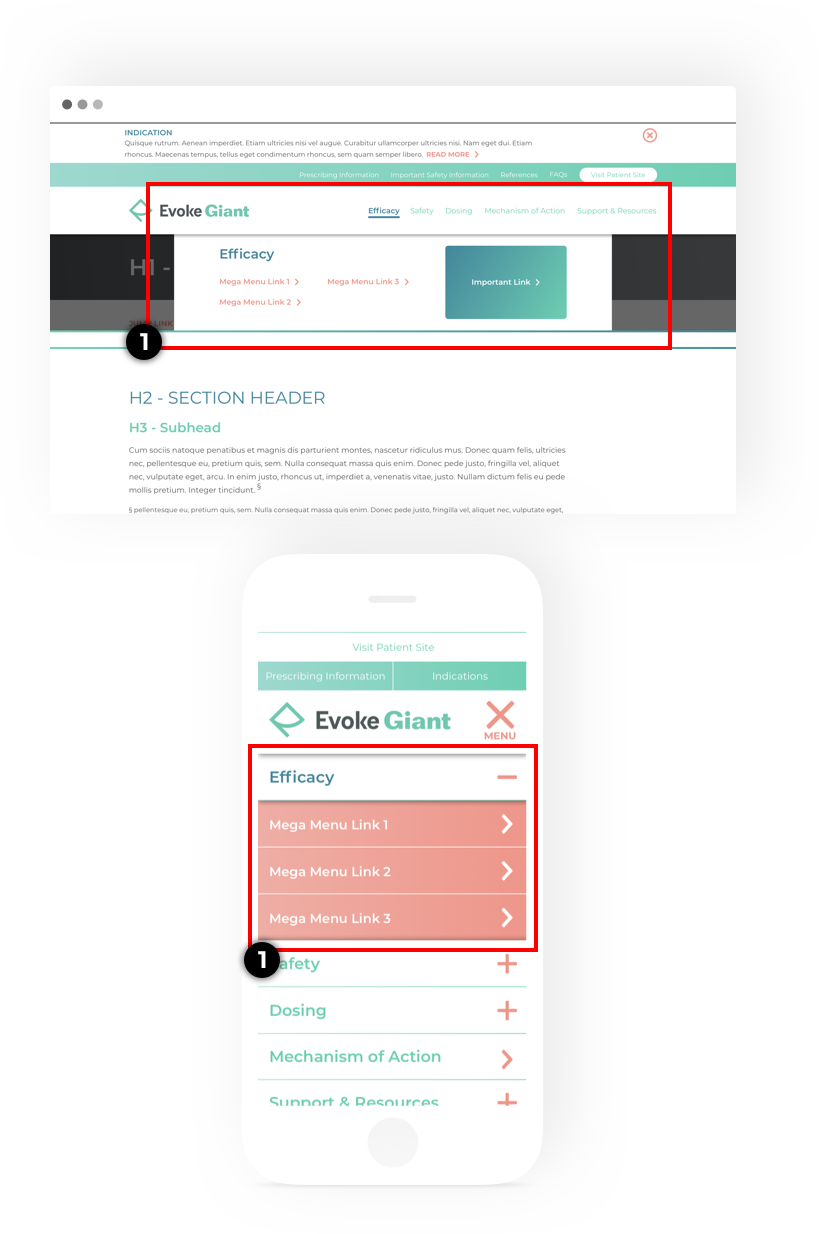 INDICATION
Quisque rutrum. Aenean imperdiet. Etiam ultricies nisi vel augue. Curabitur ullamcorper ultricies nisi. Nam eget dui. Etiam
rhoncus. Maecenas tempus, tellus eget condimentum rhoncus, sem quam semper libero. READ MORE
Prescribing Information Important Safety Information References FAQs Visit Patient Site
Evoke Giant
Efficacy Safety Dosing Mechanism of Action Support & Resources
H1 -
Efficacy
Mega Menu Link 1 Mega Menu Link 3
Mega Menu Link 2
Important Link
LINK
1
H2 - SECTION HEADER
H3 - Subhead
Cum sociis natoque penatibus et magnis dis parturient montes, nascetur ridiculus mus. Donec quam felis, ultricies
nec, pellentesque eu, pretium quis, sem. Nulla consequat massa quis enim. Donec pede justo, fringilla vel, aliquet
nec, vulputate eget, arcu. In enim justo, rhoncus ut, imperdiet a, venenatis vitae, justo. Nullam dictum felis eu pede
mollis pretium. Integer tincidunt. §
§ pellentesque eu, pretium quis, sem. Nulla consequat massa quis enim. Donec pede justo, fringilla vel, aliquet nec, vulputate eget,
Visit Patient Site
Prescribing Information Indications
Evoke Giant
MENU
Efficacy
Mega Menu Link 1
Mega Menu Link 2
Mega Menu Link 3
1
afety
Dosing
Mechanism of Action
Support & Resources